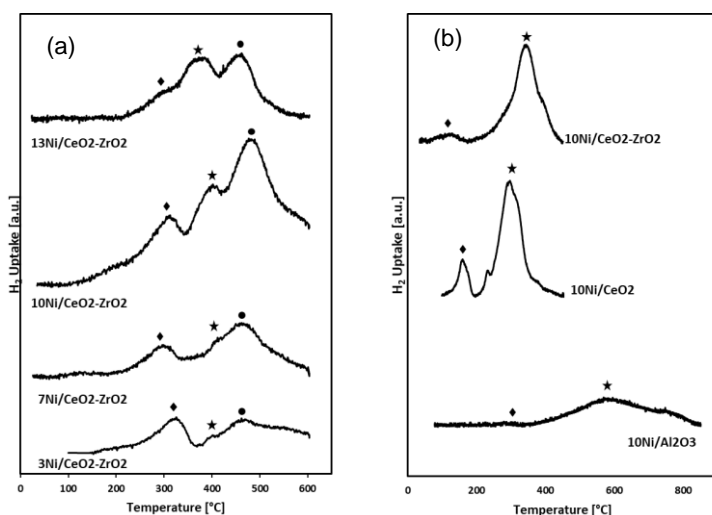 (a)
13Ni/CeO2-ZrO2
10Ni/CeO2-ZrO2
7Ni/CeO2-ZrO2
3Ni/CeO2-ZrO2
H2 Uptake [a.u.]
0 100 200 300 400 500 600
Temperature [°C]
(b)
10Ni/CeO2-ZrO2
10Ni/CeO2
10Ni/Al2O3
H2 Uptake [a.u.]
0 200 400 600 800
Temperature [°C]